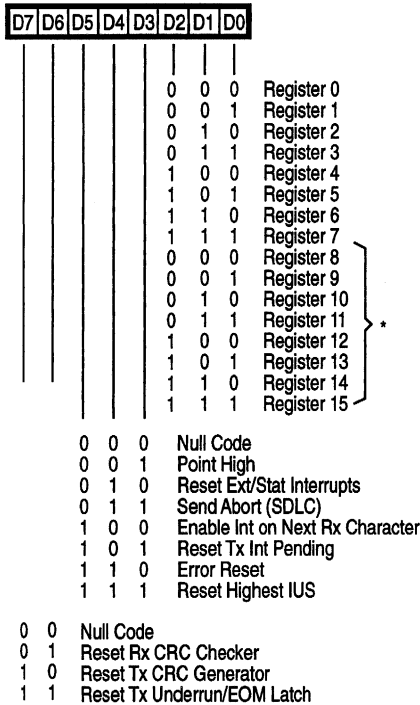 D7 D6 D5 D4 D3 D2 D1 D0
0 0 0 Register 0
0 0 1 Register 1
0 1 0 Register 2
0 1 1 Register 3
1 0 0 Register 4
1 0 1 Register 5
1 1 0 Register 6
1 1 1 Register 7
0 0 0 Register 8
0 0 1 Register 9
0 1 0 Register 10
0 1 1 Register 11 *
1 0 0 Register 12
1 0 1 Register 13
1 1 0 Register 14
1 1 1 Register 15
0 0 0 Null Code
0 0 1 Point High
0 1 0 Reset Ext/Stat Interrupts
0 1 1 Send Abort (SDLC)
1 0 0 Enable Int on Next Rx Character
1 0 1 Reset Tx Int Pending
1 1 0 Error Reset
1 1 1 Reset Highest IUS
0 0 Null Code
0 1 Reset Rx CRC Checker
1 0 Reset Tx CRC Generator
1 1 Reset Tx Underrun/EOM Latch